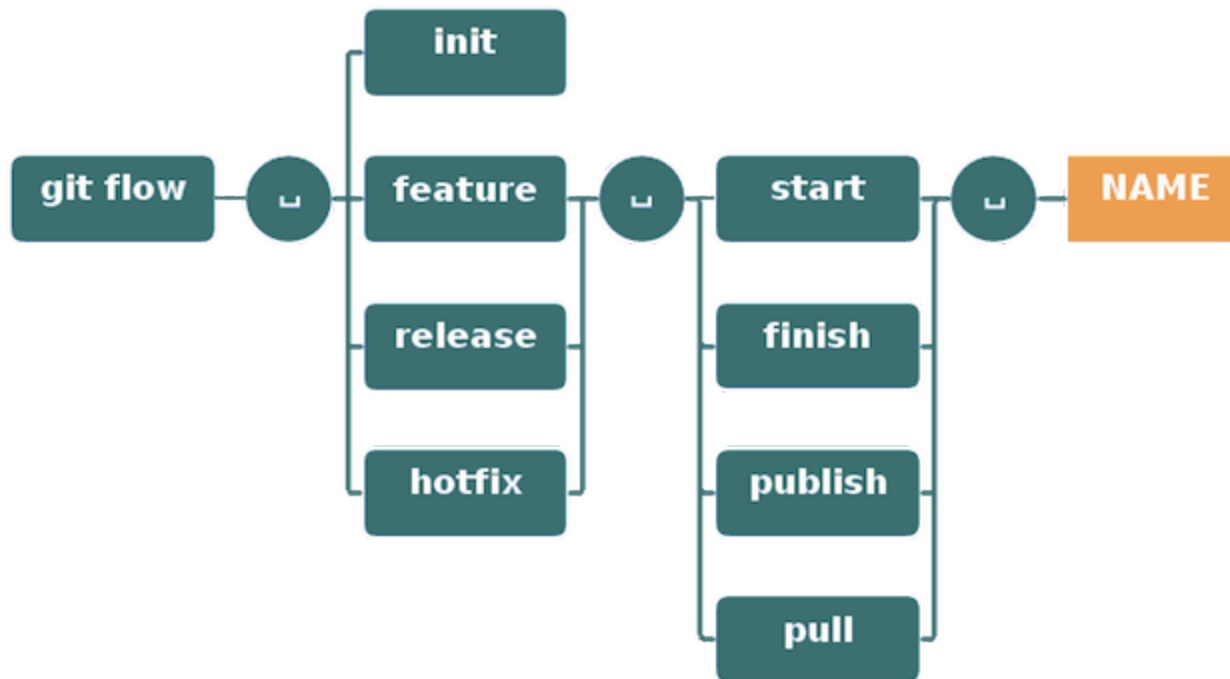 init
git flow
␣
feature
␣
start
␣
NAME
release
finish
hotfix
publish
pull